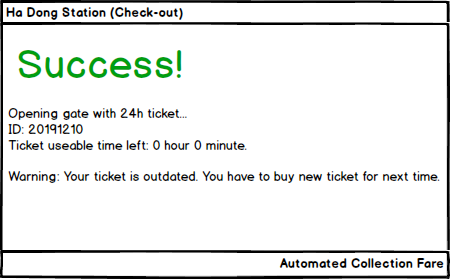 Ha Dong Station (Check-out)
Success!
Opening gate with 24h ticket...
ID: 20191210
Ticket useable time left: 0 hour 0 minute.
Warning: Your ticket is outdated. You have to buy new ticket for next time.
Automated Collection Fare